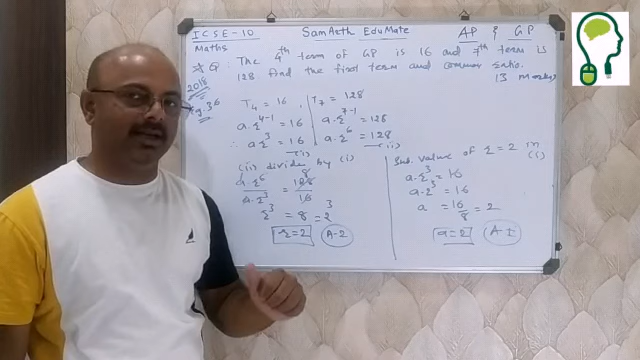 ICSE-10 SamArth EduMate AP & GP
Maths
Q. The 4th term of GP is 16 and 7th term is
128 find the first term and common ratio.
2018 [3 marks]
T4 = 16, T7 = 128
a·r^4-1 = 16 a·r^7-1 = 128
∴ a·r^3 = 16 —(i) a·r^6 = 128 —(ii)
(ii) divide by (i)
a·r^6 / a·r^3 = 128 / 16 8
r^3 = 8 = 2^3
r=2 A-2
Sub. value of r = 2 in (i)
a·r^3 = 16
a·2^3 = 16
a = 16/8 = 2
a=2 A-1